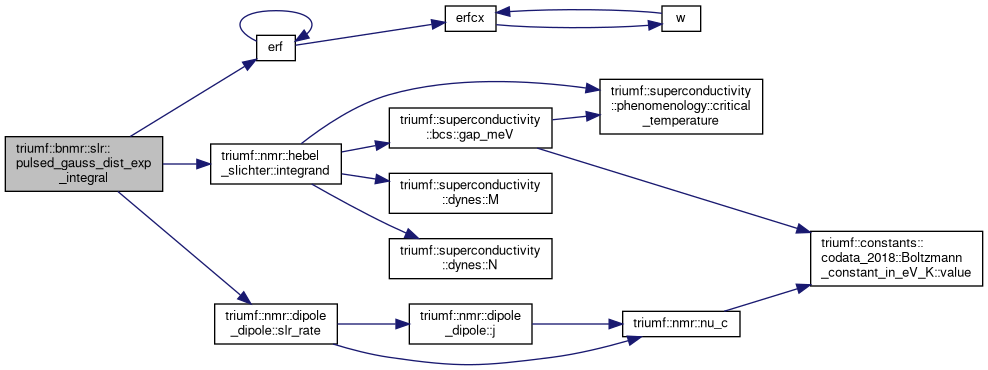 triumf::bnmr::slr::
pulsed_gauss_dist_exp
_integral
erf
erfcx
w
triumf::nmr::hebel
_slichter::integrand
triumf::superconductivity
::bcs::gap_meV
triumf::superconductivity
::phenomenology::critical
_temperature
triumf::superconductivity
::dynes::M
triumf::superconductivity
::dynes::N
triumf::constants::
codata_2018::Boltzmann
_constant_in_eV_K::value
triumf::nmr::dipole
_dipole::slr_rate
triumf::nmr::dipole
_dipole::j
triumf::nmr::nu_c